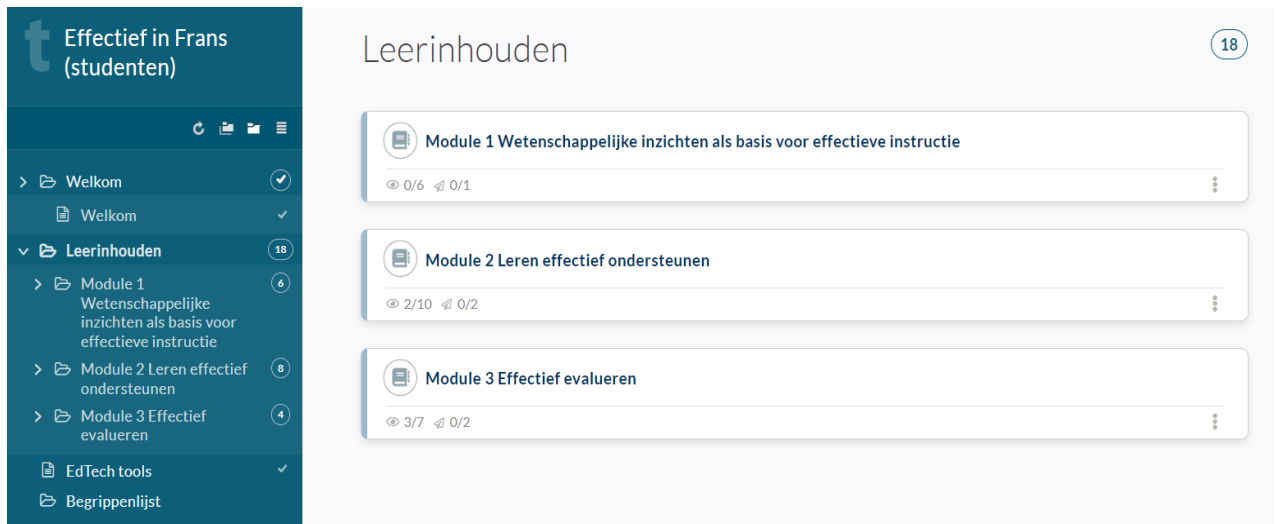 t
Effectief in Frans
(studenten)
Welkom
Welkom
Leerinhouden
18
Module 1
Wetenschappelijke
inzichten als basis voor
effectieve instructie
6
Module 2 Leren effectief
ondersteunen
8
Module 3 Effectief
evalueren
4
EdTech tools
Begrippenlijst
Leerinhouden
18
Module 1 Wetenschappelijke inzichten als basis voor effectieve instructie
0/6 0/1
Module 2 Leren effectief ondersteunen
2/10 0/2
Module 3 Effectief evalueren
3/7 0/2